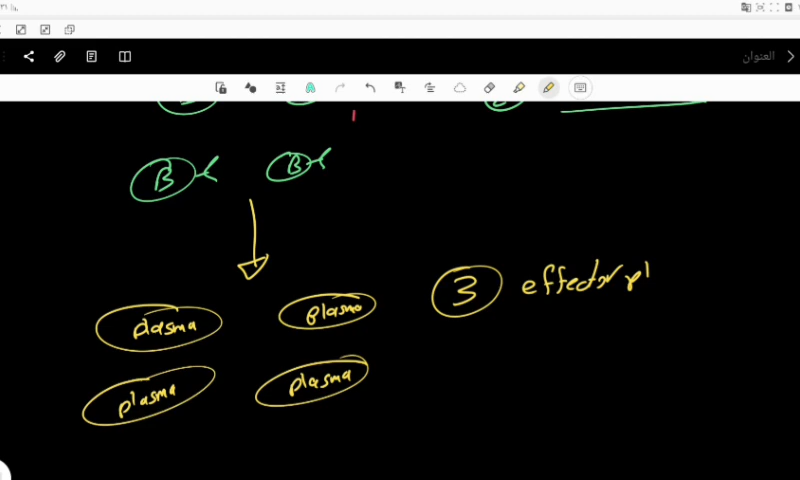 العنوان
B B
3 effector
plasma plasma
plasma plasma